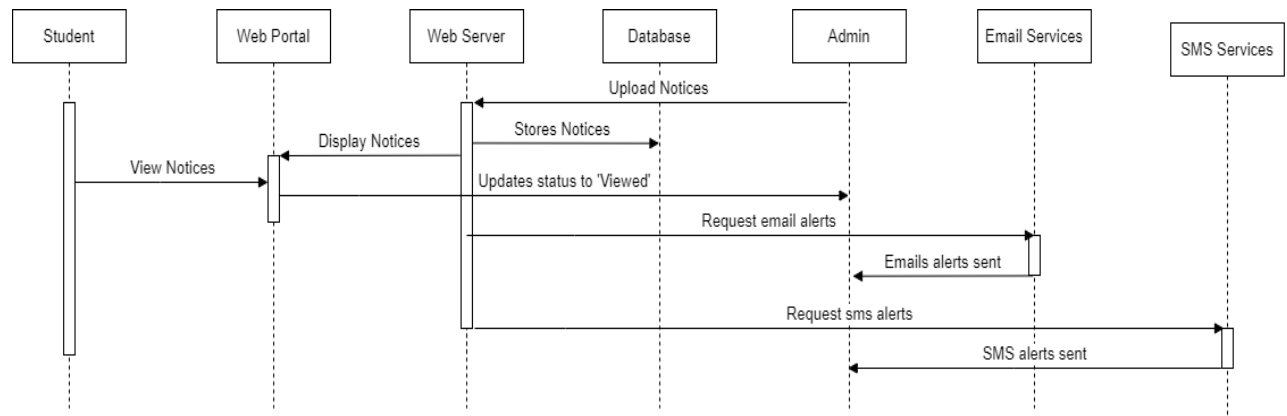 Student
Web Portal
Web Server
Database
Admin
Email Services
SMS Services
Upload Notices
Stores Notices
Display Notices
View Notices
Updates status to 'Viewed'
Request email alerts
Emails alerts sent
Request sms alerts
SMS alerts sent